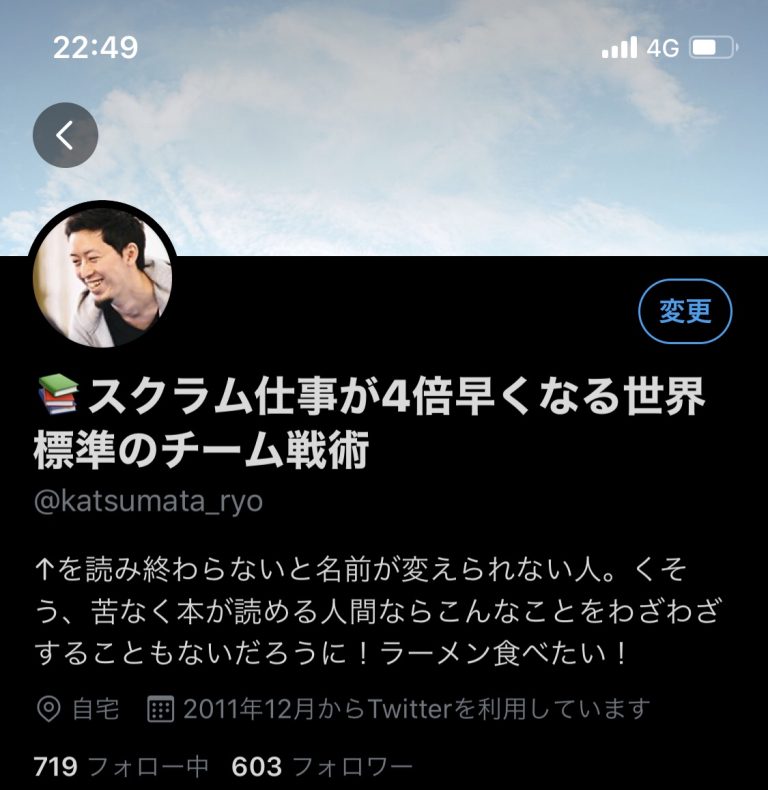 22:49
4G
変更
📚スクラム仕事が4倍早くなる世界
標準のチーム戦術
@katsumata_ryo
↑を読み終わらないと名前が変えられない人。くそ
う、苦なく本が読める人間ならこんなことをわざわざ
することもないだろうに！ラーメン食べたい！
自宅 2011年12月からTwitterを利用しています
719 フォロー中 603 フォロワー